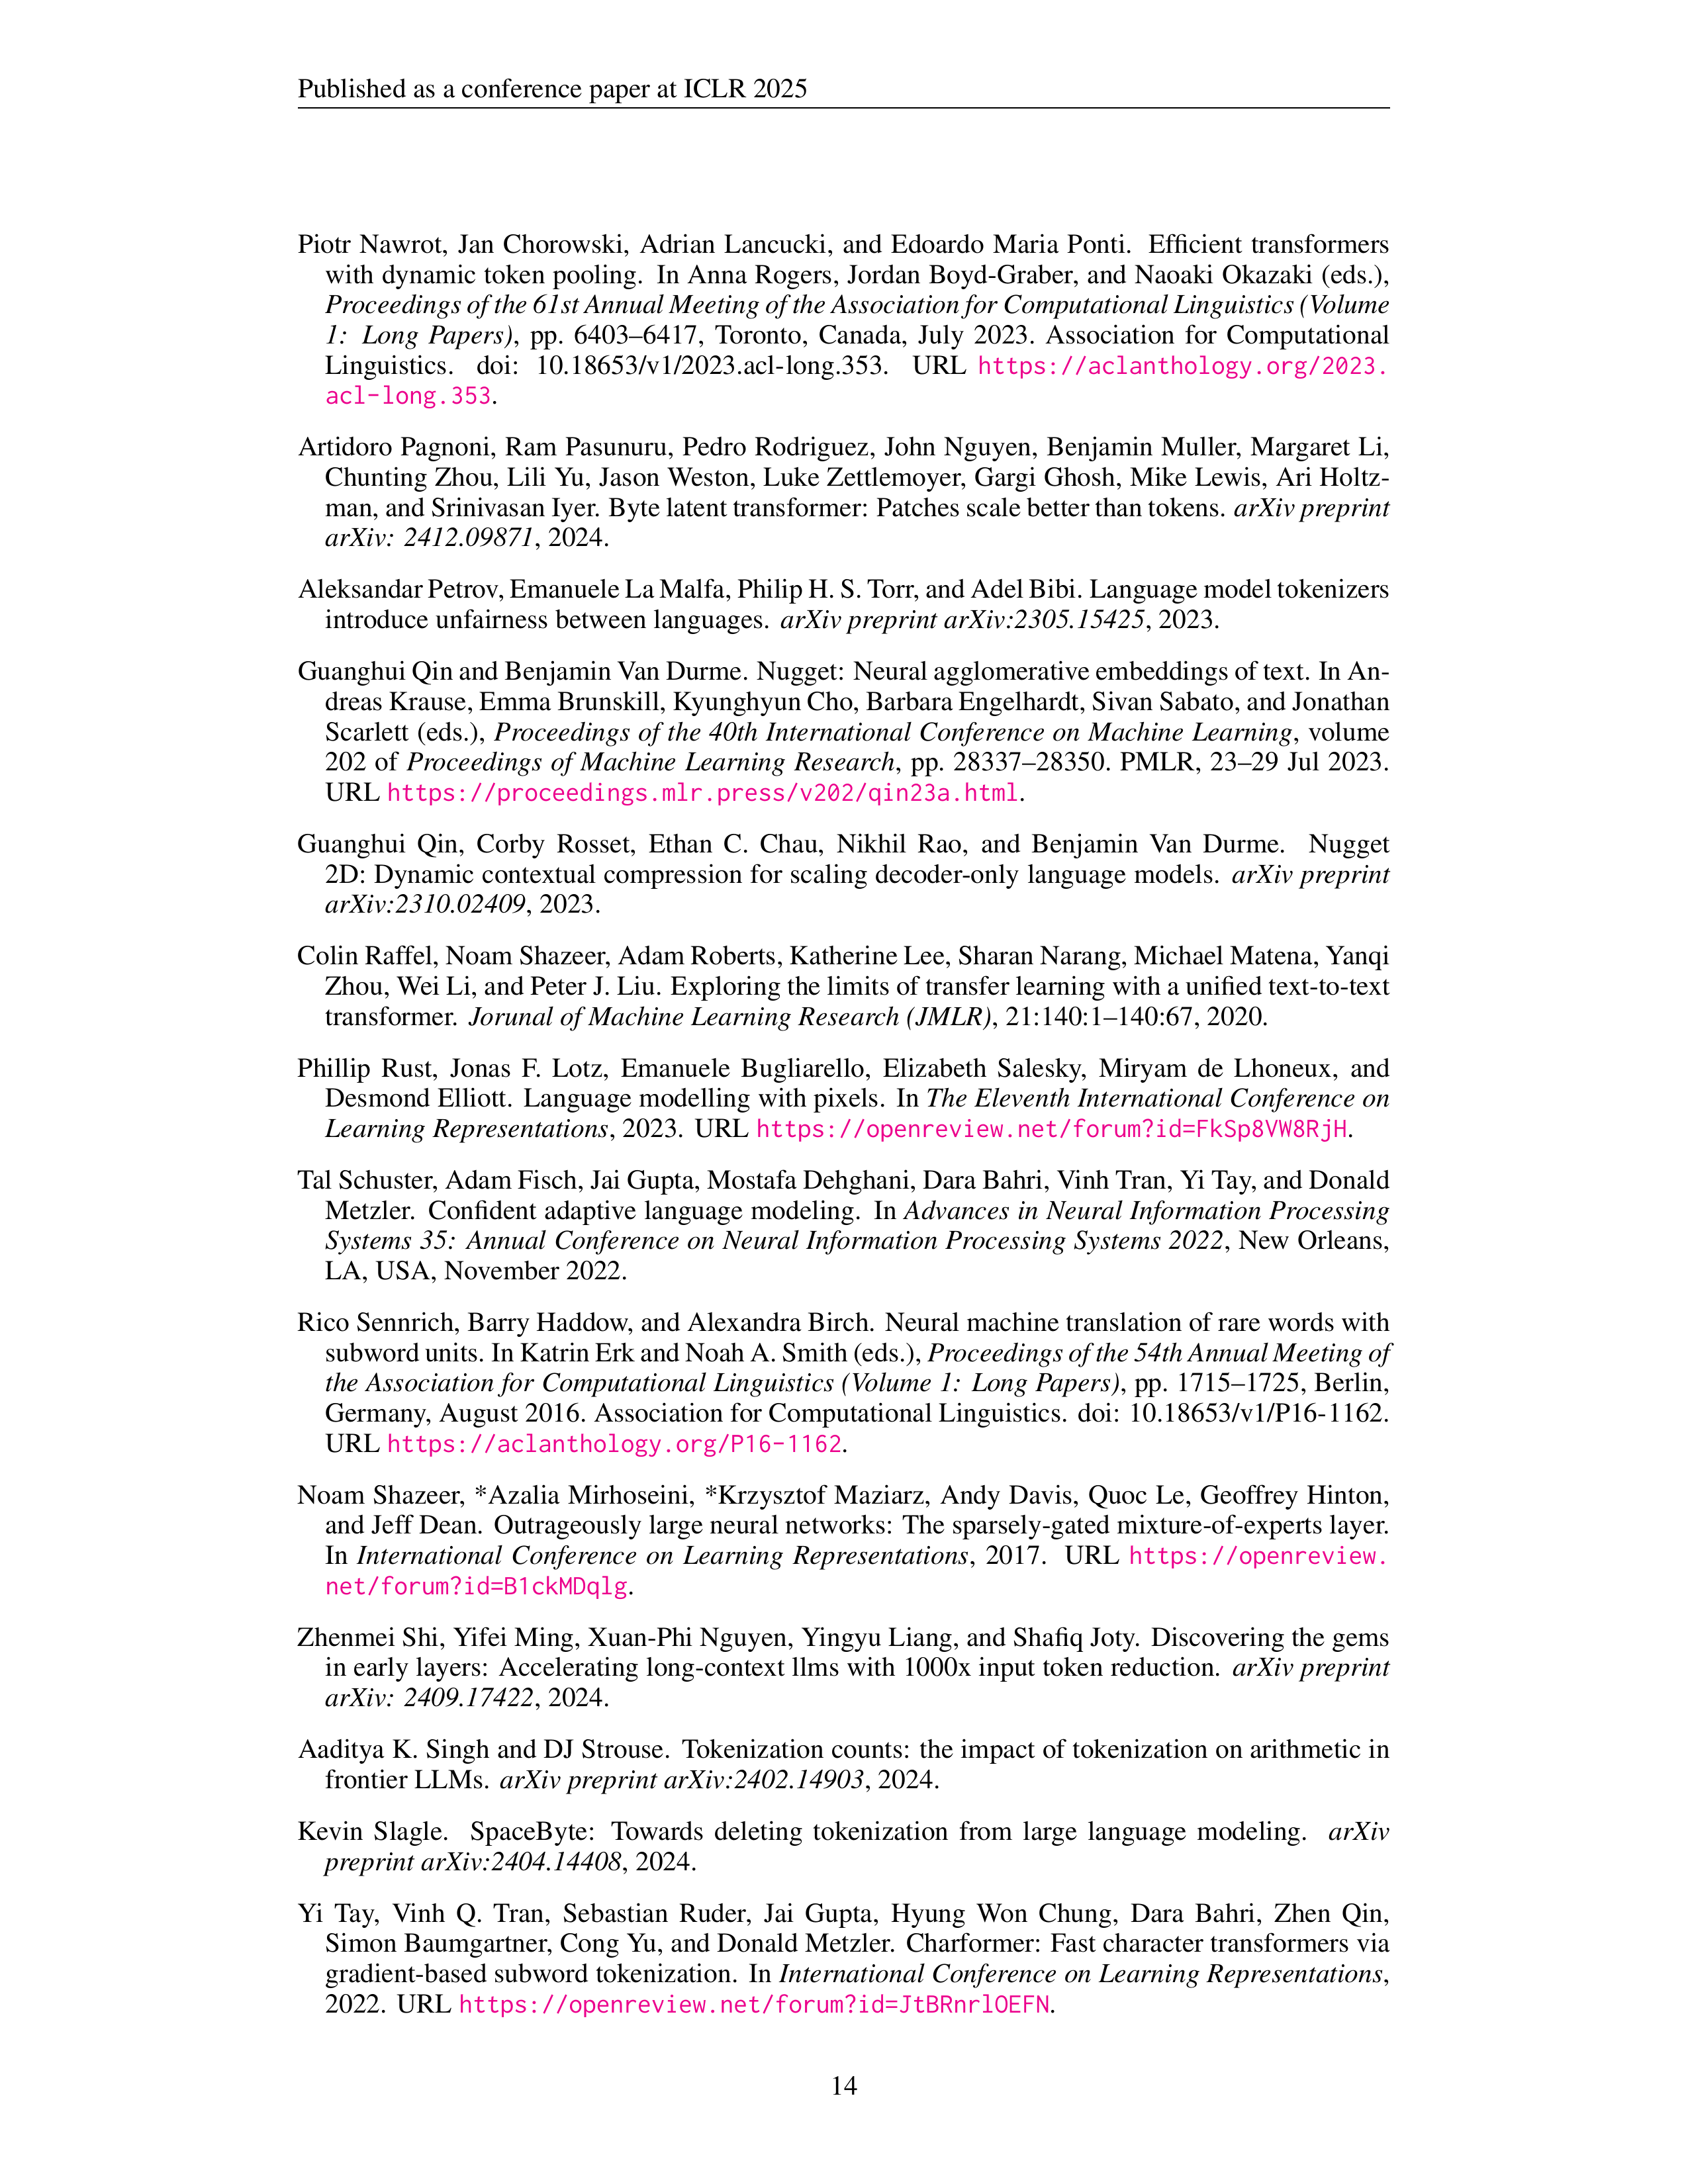 Published as a conference paper at ICLR 2025
Piotr Nawrot, Jan Chorowski, Adrian Lancucki, and Edoardo Maria Ponti. Efficient transformers
with dynamic token pooling. In Anna Rogers, Jordan Boyd-Graber, and Naoaki Okazaki (eds.),
Proceedings of the 61st Annual Meeting of the Association for Computational Linguistics (Volume
1: Long Papers), pp. 6403–6417, Toronto, Canada, July 2023. Association for Computational
Linguistics. doi: 10.18653/v1/2023.acl-long.353. URL https://aclanthology.org/2023.
acl-long.353.
Artidoro Pagnoni, Ram Pasunuru, Pedro Rodriguez, John Nguyen, Benjamin Muller, Margaret Li,
Chunting Zhou, Lili Yu, Jason Weston, Luke Zettlemoyer, Gargi Ghosh, Mike Lewis, Ari Holtz-
man, and Srinivasan Iyer. Byte latent transformer: Patches scale better than tokens. arXiv preprint
arXiv: 2412.09871, 2024.
Aleksandar Petrov, Emanuele La Malfa, Philip H. S. Torr, and Adel Bibi. Language model tokenizers
introduce unfairness between languages. arXiv preprint arXiv:2305.15425, 2023.
Guanghui Qin and Benjamin Van Durme. Nugget: Neural agglomerative embeddings of text. In An-
dreas Krause, Emma Brunskill, Kyunghyun Cho, Barbara Engelhardt, Sivan Sabato, and Jonathan
Scarlett (eds.), Proceedings of the 40th International Conference on Machine Learning, volume
202 of Proceedings of Machine Learning Research, pp. 28337–28350. PMLR, 23–29 Jul 2023.
URL https://proceedings.mlr.press/v202/qin23a.html.
Guanghui Qin, Corby Rosset, Ethan C. Chau, Nikhil Rao, and Benjamin Van Durme. Nugget
2D: Dynamic contextual compression for scaling decoder-only language models. arXiv preprint
arXiv:2310.02409, 2023.
Colin Raffel, Noam Shazeer, Adam Roberts, Katherine Lee, Sharan Narang, Michael Matena, Yanqi
Zhou, Wei Li, and Peter J. Liu. Exploring the limits of transfer learning with a unified text-to-text
transformer. Jorunal of Machine Learning Research (JMLR), 21:140:1–140:67, 2020.
Phillip Rust, Jonas F. Lotz, Emanuele Bugliarello, Elizabeth Salesky, Miryam de Lhoneux, and
Desmond Elliott. Language modelling with pixels. In The Eleventh International Conference on
Learning Representations, 2023. URL https://openreview.net/forum?id=FkSp8VW8RjH.
Tal Schuster, Adam Fisch, Jai Gupta, Mostafa Dehghani, Dara Bahri, Vinh Tran, Yi Tay, and Donald
Metzler. Confident adaptive language modeling. In Advances in Neural Information Processing
Systems 35: Annual Conference on Neural Information Processing Systems 2022, New Orleans,
LA, USA, November 2022.
Rico Sennrich, Barry Haddow, and Alexandra Birch. Neural machine translation of rare words with
subword units. In Katrin Erk and Noah A. Smith (eds.), Proceedings of the 54th Annual Meeting of
the Association for Computational Linguistics (Volume 1: Long Papers), pp. 1715–1725, Berlin,
Germany, August 2016. Association for Computational Linguistics. doi: 10.18653/v1/P16-1162.
URL https://aclanthology.org/P16-1162.
Noam Shazeer, *Azalia Mirhoseini, *Krzysztof Maziarz, Andy Davis, Quoc Le, Geoffrey Hinton,
and Jeff Dean. Outrageously large neural networks: The sparsely-gated mixture-of-experts layer.
In International Conference on Learning Representations, 2017. URL https://openreview.
net/forum?id=B1ckMDqlg.
Zhenmei Shi, Yifei Ming, Xuan-Phi Nguyen, Yingyu Liang, and Shafiq Joty. Discovering the gems
in early layers: Accelerating long-context llms with 1000x input token reduction. arXiv preprint
arXiv: 2409.17422, 2024.
Aaditya K. Singh and DJ Strouse. Tokenization counts: the impact of tokenization on arithmetic in
frontier LLMs. arXiv preprint arXiv:2402.14903, 2024.
Kevin Slagle. SpaceByte: Towards deleting tokenization from large language modeling. arXiv
preprint arXiv:2404.14408, 2024.
Yi Tay, Vinh Q. Tran, Sebastian Ruder, Jai Gupta, Hyung Won Chung, Dara Bahri, Zhen Qin,
Simon Baumgartner, Cong Yu, and Donald Metzler. Charformer: Fast character transformers via
gradient-based subword tokenization. In International Conference on Learning Representations,
2022. URL https://openreview.net/forum?id=JtBRnrlOEFN.
14